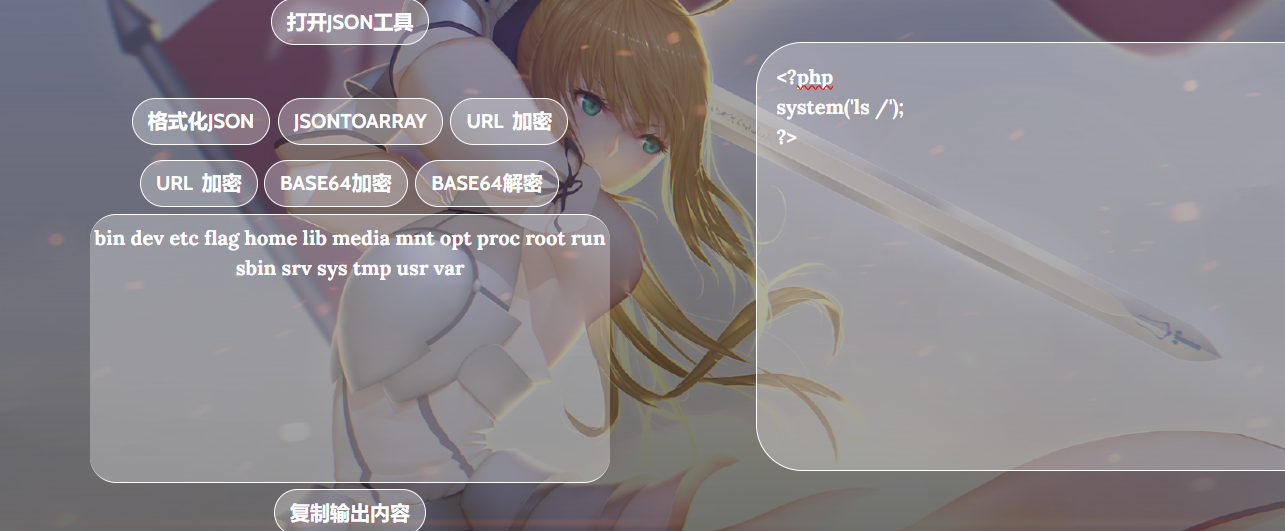 打开JSON工具
格式化JSON
JSONTOARRAY
URL 加密
URL 加密
BASE64加密
BASE64解密
bin dev etc flag home lib media mnt opt proc root run
sbin srv sys tmp usr var
复制输出内容
<?php
system('ls /');
?>